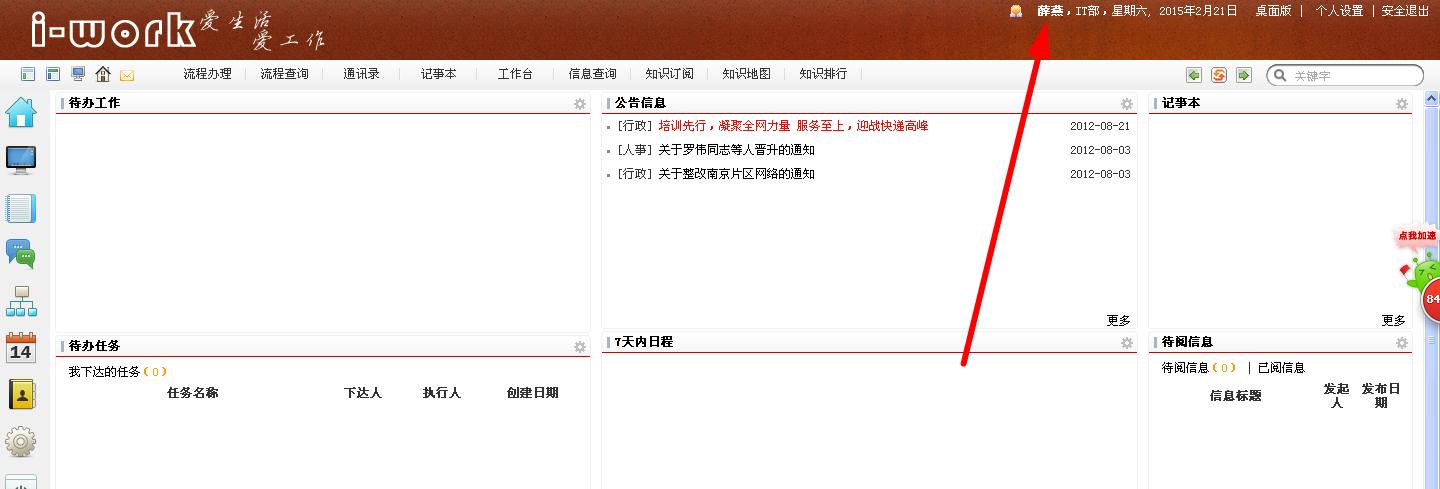 i-work 爱生活
爱工作
薛燕，IT部，星期六, 2015年2月21日 桌面版 | 个人设置 | 安全退出
流程办理 流程查询 通讯录 记事本 工作台 信息查询 知识订阅 知识地图 知识排行 关键字
待办工作
公告信息
[行政] 培训先行，凝聚全网力量 服务至上，迎战快递高峰 2012-08-21
[人事] 关于罗伟同志等人晋升的通知 2012-08-03
[行政] 关于整改南京片区网络的通知 2012-08-03
更多
记事本
更多
点我加速
84
14
待办任务
我下达的任务(0)
任务名称 下达人 执行人 创建日期
7天内日程
待阅信息
待阅信息(0) | 已阅信息
信息标题 发起人 发布日期